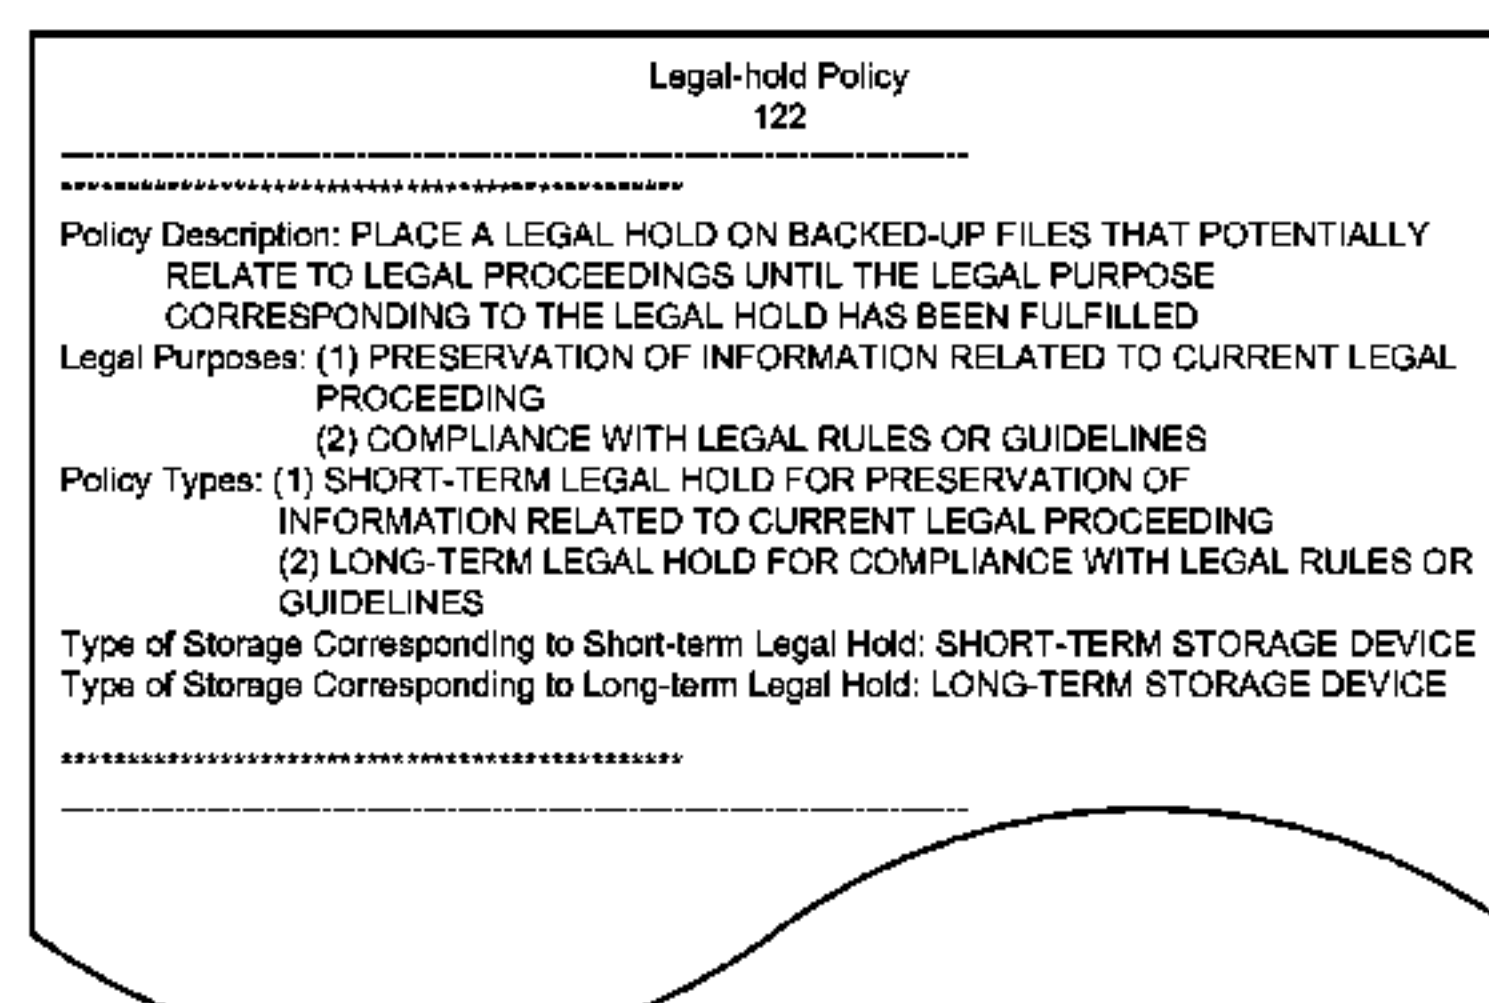 Legal-hold Policy
122
Policy Description: PLACE A LEGAL HOLD ON BACKED-UP FILES THAT POTENTIALLY
RELATE TO LEGAL PROCEEDINGS UNTIL THE LEGAL PURPOSE
CORRESPONDING TO THE LEGAL HOLD HAS BEEN FULFILLED
Legal Purposes: (1) PRESERVATION OF INFORMATION RELATED TO CURRENT LEGAL
PROCEEDING
(2) COMPLIANCE WITH LEGAL RULES OR GUIDELINES
Policy Types: (1) SHORT-TERM LEGAL HOLD FOR PRESERVATION OF
INFORMATION RELATED TO CURRENT LEGAL PROCEEDING
(2) LONG-TERM LEGAL HOLD FOR COMPLIANCE WITH LEGAL RULES OR
GUIDELINES
Type of Storage Corresponding to Short-term Legal Hold: SHORT-TERM STORAGE DEVICE
Type of Storage Corresponding to Long-term Legal Hold: LONG-TERM STORAGE DEVICE